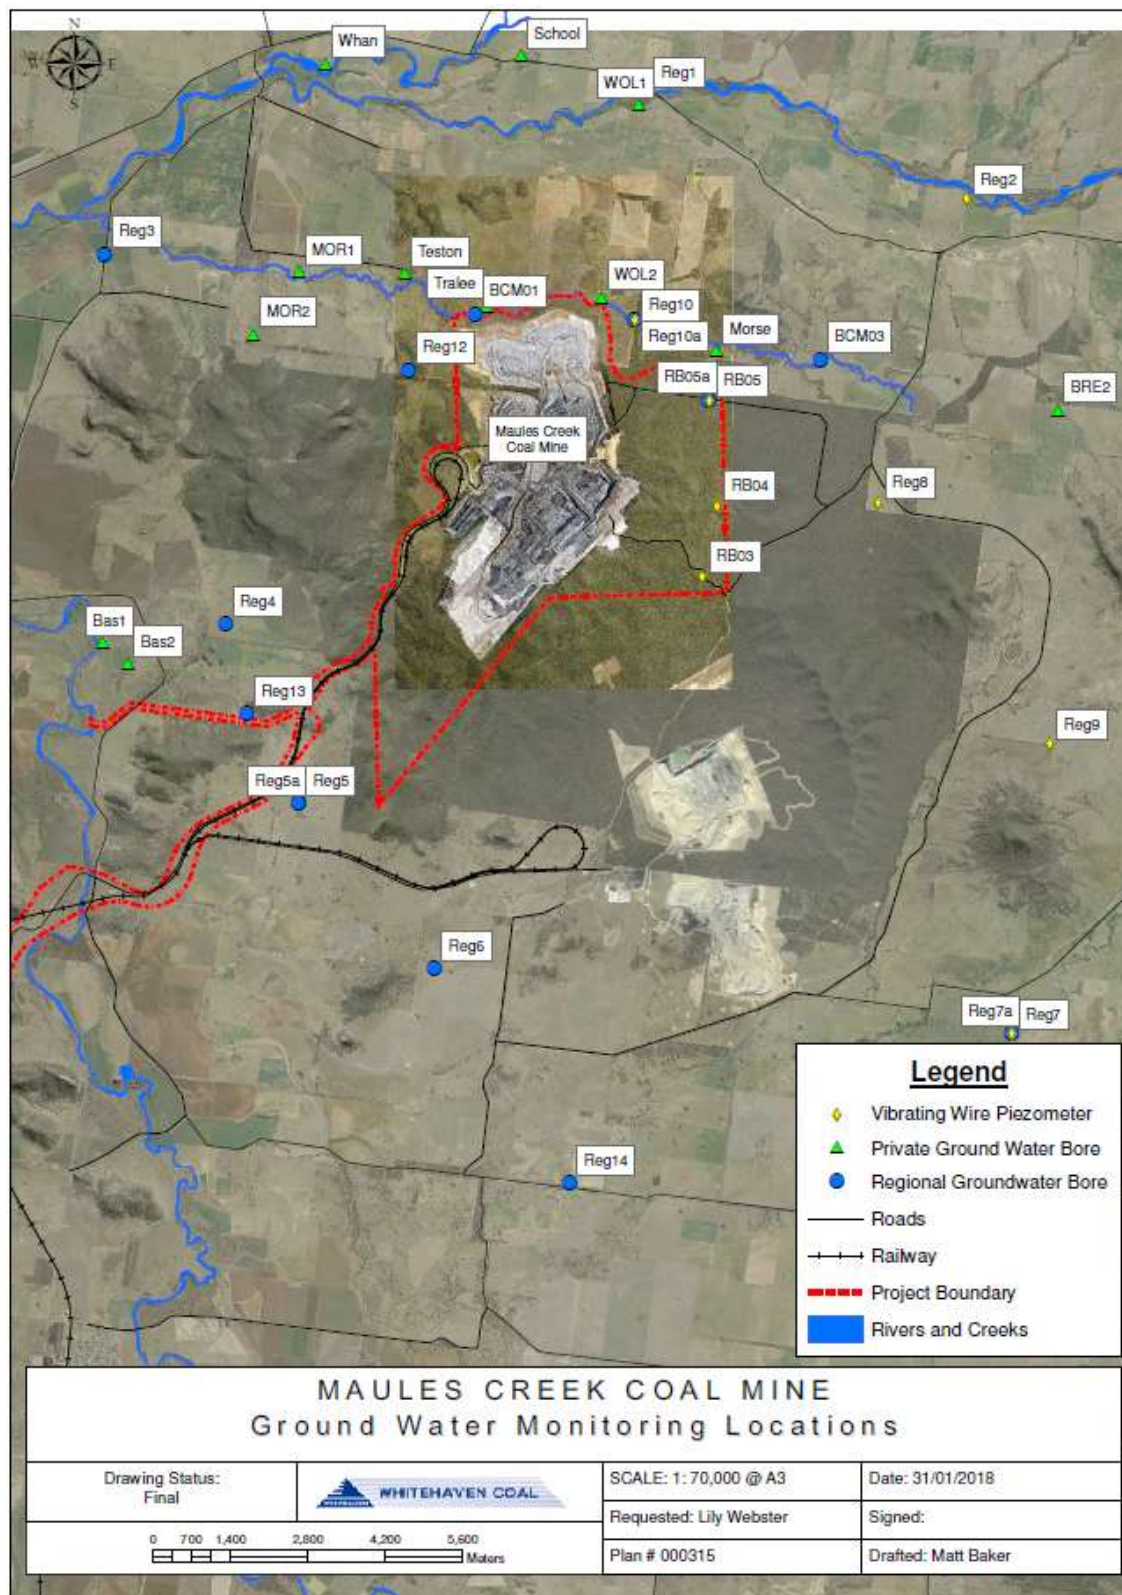 N
W
E
S
Whan
School
WOL1
Reg1
Reg2
Reg3
MOR1
Teston
Tralee
BCM01
WOL2
MOR2
Reg10
Reg10a
Morse
BCM03
Reg12
RB05a
RB05
BRE2
Maules Creek
Coal Mine
RB04
Reg8
RB03
Reg4
Bas1
Bas2
Reg13
Reg9
Reg5a
Reg5
Reg6
Reg7a
Reg7
Reg14
Legend
Vibrating Wire Piezometer
Private Ground Water Bore
Regional Groundwater Bore
Roads
Railway
Project Boundary
Rivers and Creeks
MAULES CREEK COAL MINE
Ground Water Monitoring Locations
Drawing Status:
Final
WHITEHAVEN COAL
SCALE: 1: 70,000 @ A3
Date: 31/01/2018
Requested: Lily Webster
Signed:
0 700 1,400 2,800 4,200 5,600
Meters
Plan # 000315
Drafted: Matt Baker